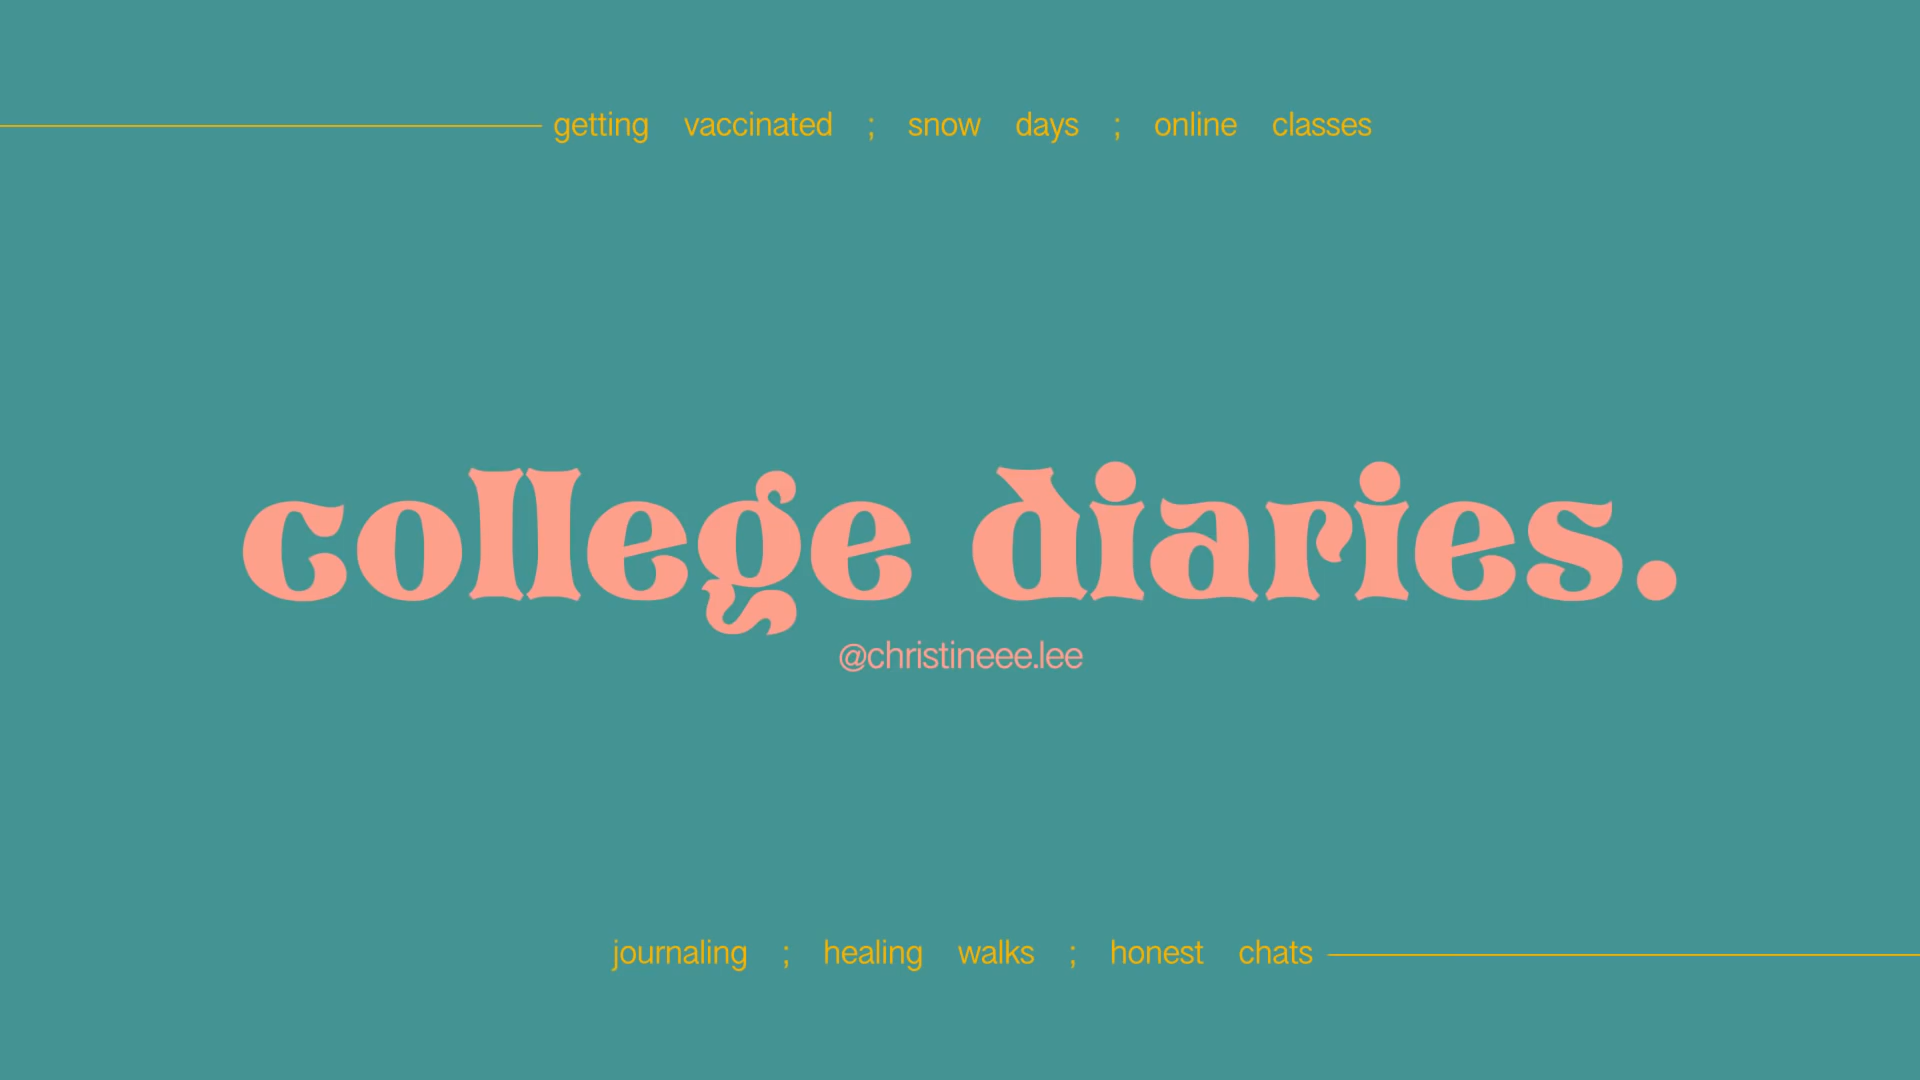 getting vaccinated ; snow days ; online classes
college diaries.
@christineee.lee
journaling ; healing walks ; honest chats